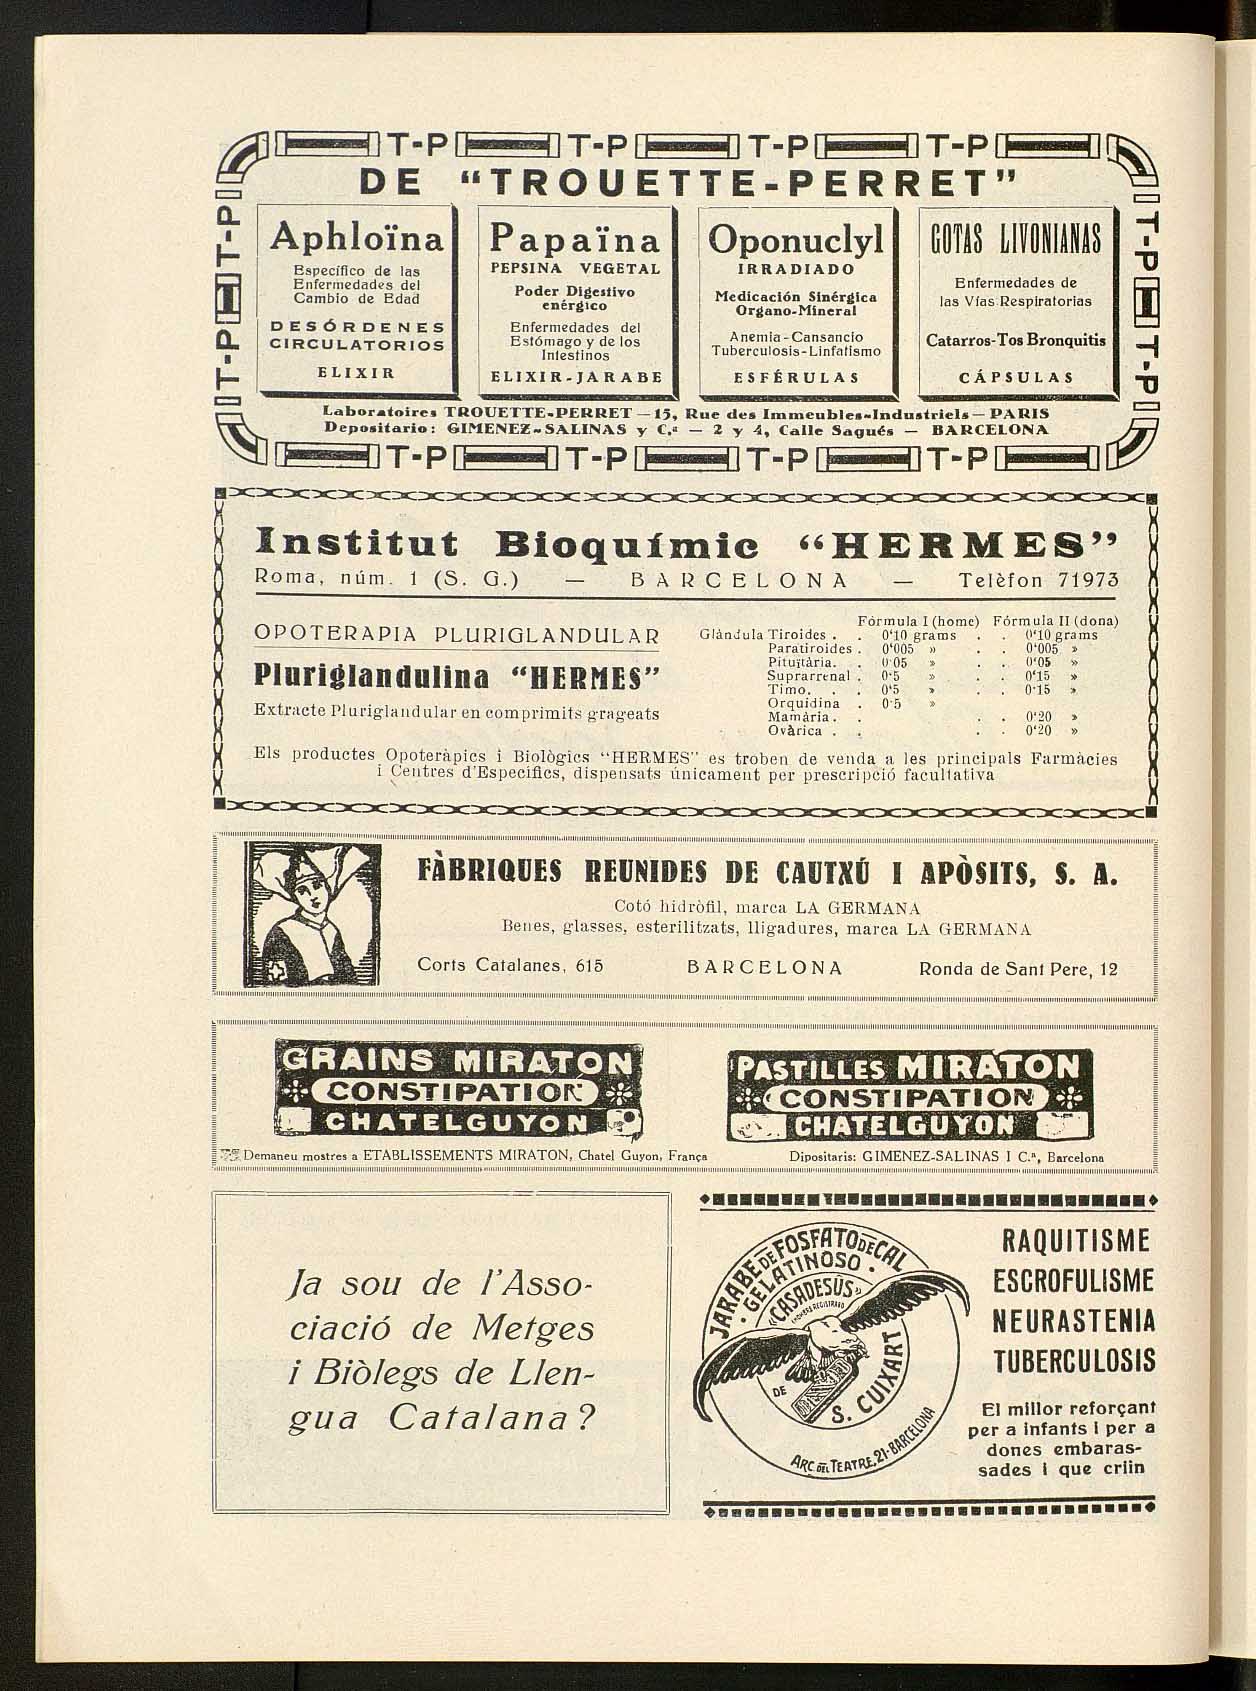 T-P T-P T-P T-P
DE "TROUETTE-PERRET"
T-P
T-P
T-P
T-P
Aphloïna
Específico de las
Enfermedades del
Cambio de Edad
DESÓRDENES
CIRCULATORIOS
ELIXIR
Papaïna
PEPSINA VEGETAL
Poder Digestivo
enérgico
Enfermedades del
Estómago y de los
Intestinos
ELIXIR-JARABE
Oponuclyl
IRRADIADO
Medicación Sinérgica
Organo-Mineral
Anemia-Cansancio
Tuberculosis-Linfatismo
ESFÉRULAS
GOTAS LIVONIANAS
Enfermedades de
las Vías Respiratorias
Catarros-Tos Bronquitis
CÁPSULAS
Laboratoires TROUETTE-PERRET — 15, Rue des Immeubles-Industriels — PARIS
Depositario: GIMENEZ-SALINAS y C.ª — 2 y 4, Calle Sagués — BARCELONA
T-P T-P T-P T-P
Institut Bioquímic "HERMES"
Roma, núm. 1 (S. G.) — BARCELONA — Telèfon 71973
OPOTERAPIA PLURIGLANDULAR
Pluriglandulina "HERMES"
Extracte Pluriglandular en comprimits grageats
Fórmula I (home) Fórmula II (dona)
Glàndula Tiroides . . 0'10 grams . . 0'10 grams
Paratiroides . 0'005 » . . 0'005 »
Pituïtària. . 0'05 » . . 0'05 »
Suprarrenal . 0'5 » . . 0'15 »
Timo. . . 0'5 » . . 0'15 »
Orquidina . 0'5 »
Mamària. . . . 0'20 »
Ovàrica . . . . 0'20 »
Els productes Opoteràpics i Biològics "HERMES" es troben de venda a les principals Farmàcies
i Centres d'Específics, dispensats únicament per prescripció facultativa
FÀBRIQUES REUNIDES DE CAUTXÚ I APÒSITS, S. A.
Cotó hidròfil, marca LA GERMANA
Benes, glasses, esterilitzats, lligadures, marca LA GERMANA
Corts Catalanes, 615 BARCELONA Ronda de Sant Pere, 12
GRAINS MIRATON
CONSTIPATION
CHATELGUYON
PASTILLES MIRATON
CONSTIPATION
CHATELGUYON
Demaneu mostres a ETABLISSEMENTS MIRATON, Chatel Guyon, França Dipositaris: GIMENEZ-SALINAS I C.ª, Barcelona
Ja sou de l'Asso-
ciació de Metges
i Biòlegs de Llen-
gua Catalana?
JARABE DE FOSFATO DE CAL
GELATINOSO
"CASADESÚS"
NOMBRE REGISTRADO
DE
S. CUIXART
ARC DEL TEATRE, 21-BARCELONA
RAQUITISME
ESCROFULISME
NEURASTENIA
TUBERCULOSIS
El millor reforçant
per a infants i per a
dones embaras-
sades i que criin